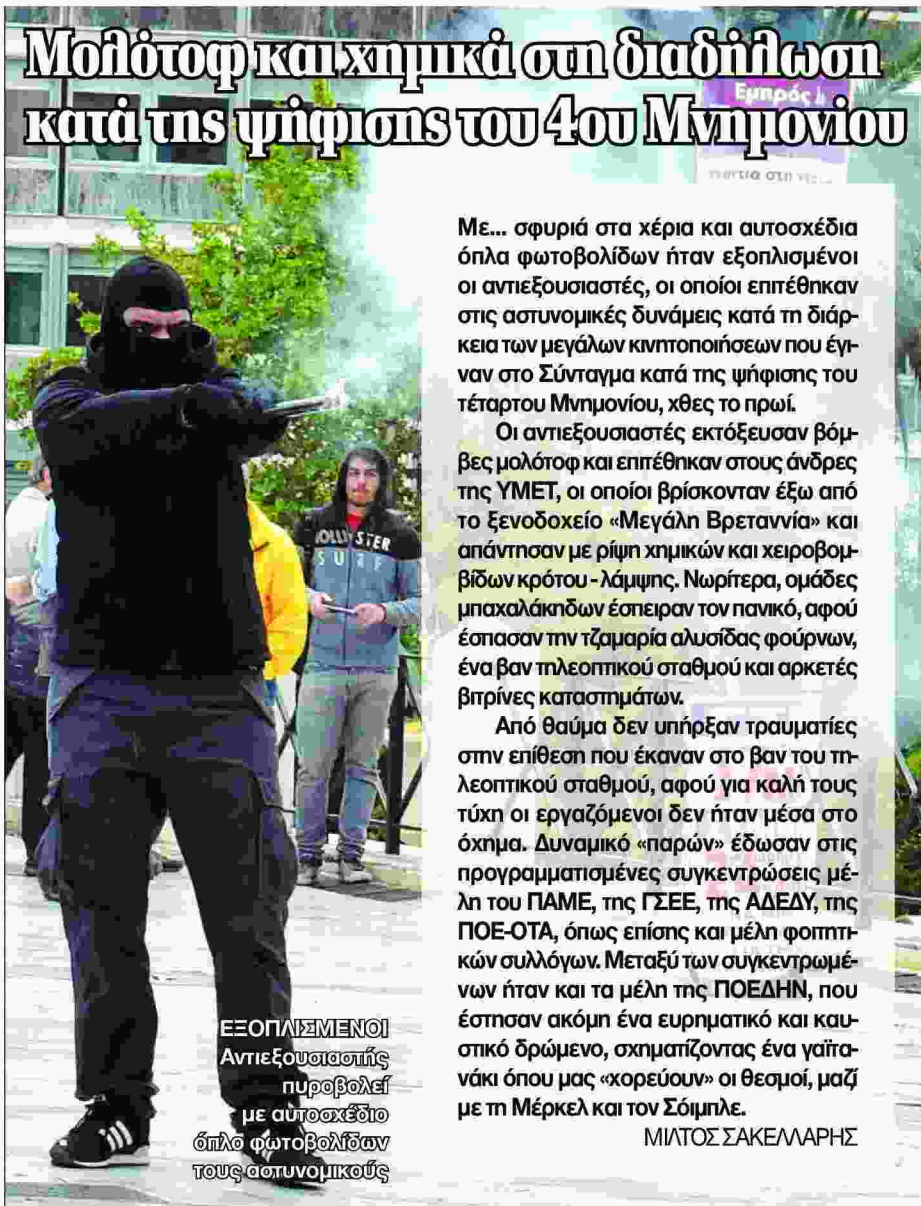 Μολότοφ και χημικά στη διαδήλωση
κατά της ψήφισης του 4ου Μνημονίου
Εμπρός
Με... σφυριά στα χέρια και αυτοσχέδια
όπλα φωτοβολίδων ήταν εξοπλισμένοι
οι αντιεξουσιαστές, οι οποίοι επιτέθηκαν
στις αστυνομικές δυνάμεις κατά τη διάρ-
κεια των μεγάλων κινητοποιήσεων που έγι-
ναν στο Σύνταγμα κατά της ψήφισης του
τέταρτου Μνημονίου, χθες το πρωί.
Οι αντιεξουσιαστές εκτόξευσαν βόμ-
βες μολότοφ και επιτέθηκαν στους άνδρες
της ΥΜΕΤ, οι οποίοι βρίσκονταν έξω από
το ξενοδοχείο «Μεγάλη Βρεταννία» και
απάντησαν με ρίψη χημικών και χειροβομ-
βίδων κρότου - λάμψης. Νωρίτερα, ομάδες
μπαχαλάκηδων έσπειραν τον πανικό, αφού
έσπασαν την τζαμαρία αλυσίδας φούρνων,
ένα βαν τηλεοπτικού σταθμού και αρκετές
βιτρίνες καταστημάτων.
Από θαύμα δεν υπήρξαν τραυματίες
στην επίθεση που έκαναν στο βαν του τη-
λεοπτικού σταθμού, αφού για καλή τους
τύχη οι εργαζόμενοι δεν ήταν μέσα στο
όχημα. Δυναμικό «παρών» έδωσαν στις
προγραμματισμένες συγκεντρώσεις μέ-
λη του ΠΑΜΕ, της ΓΣΕΕ, της ΑΔΕΔΥ, της
ΠΟΕ-ΟΤΑ, όπως επίσης και μέλη φοιτητι-
κών συλλόγων. Μεταξύ των συγκεντρωμέ-
νων ήταν και τα μέλη της ΠΟΕΔΗΝ, που
έστησαν ακόμη ένα ευρηματικό και καυ-
στικό δρώμενο, σχηματίζοντας ένα γαϊτα-
νάκι όπου μας «χορεύουν» οι θεσμοί, μαζί
με τη Μέρκελ και τον Σόιμπλε.
ΜΙΛΤΟΣ ΣΑΚΕΛΛΑΡΗΣ
SURF
ΕΞΟΠΛΙΣΜΕΝΟΙ
Αντιεξουσιαστής
πυροβολεί
με αυτοσχέδιο
όπλο φωτοβολίδων
τους αστυνομικούς